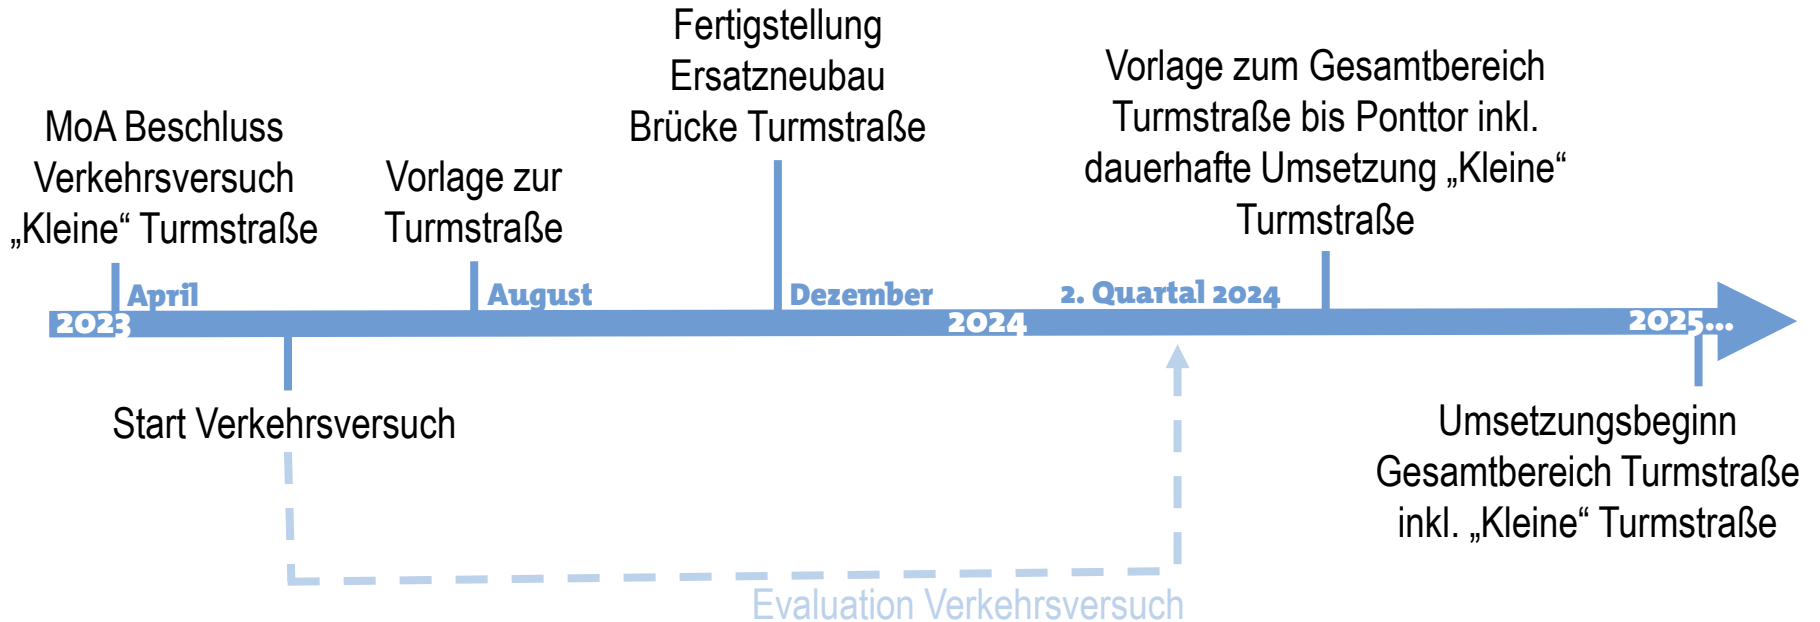 Fertigstellung
Ersatzneubau
Brücke Turmstraße
Vorlage zum Gesamtbereich
Turmstraße bis Ponttor inkl.
dauerhafte Umsetzung „Kleine“
Turmstraße
MoA Beschluss
Verkehrsversuch
„Kleine“ Turmstraße
Vorlage zur
Turmstraße
April
August
Dezember
2. Quartal 2024
2023
2024
2025...
Start Verkehrsversuch
Umsetzungsbeginn
Gesamtbereich Turmstraße
inkl. „Kleine“ Turmstraße
Evaluation Verkehrsversuch